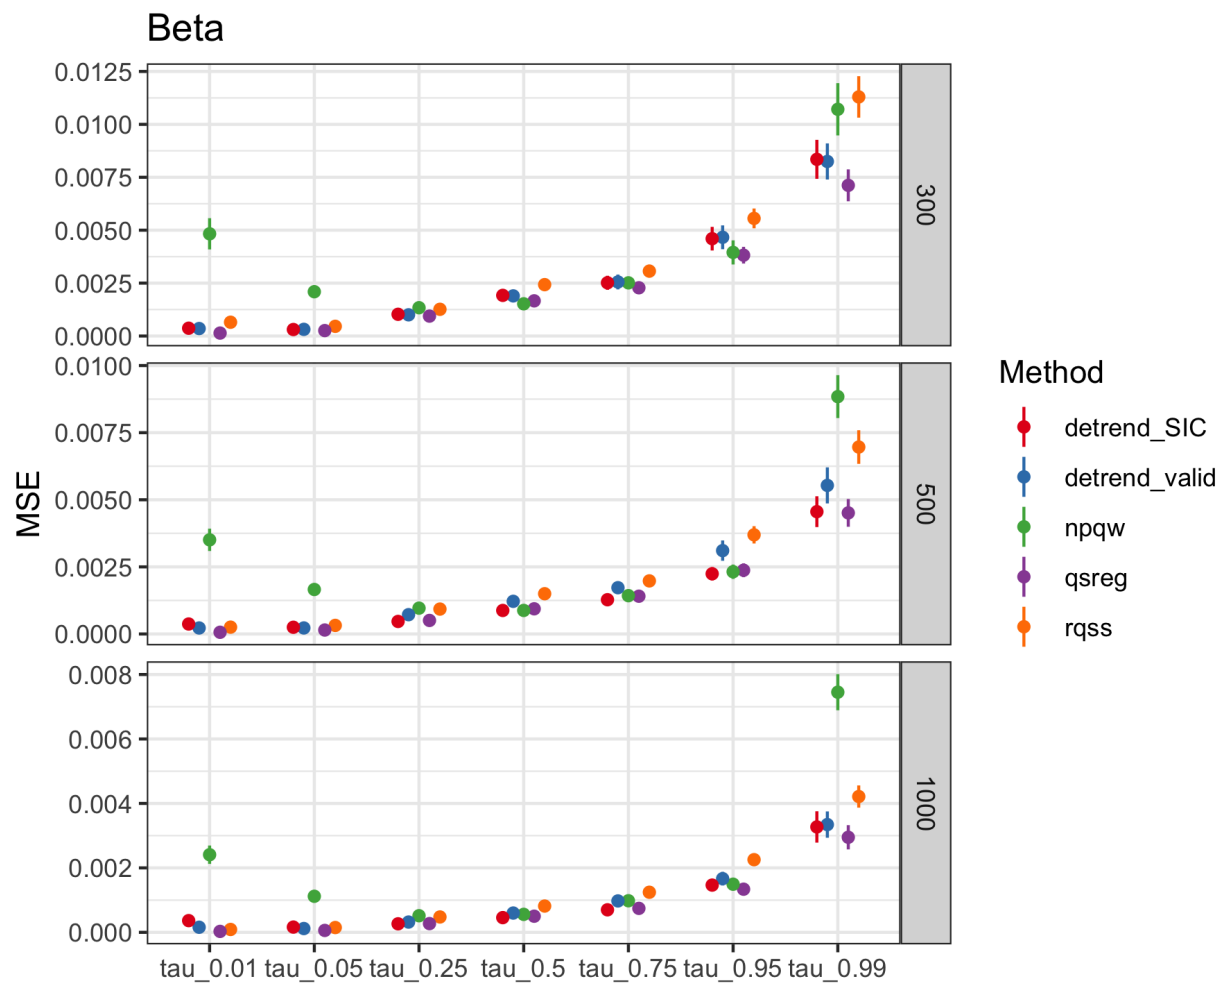 Beta
MSE
0.0125
0.0100
0.0075
0.0050
0.0025
0.0000
300
0.0100
0.0075
0.0050
0.0025
0.0000
500
0.008
0.006
0.004
0.002
0.000
1000
tau_0.01 tau_0.05 tau_0.25 tau_0.5 tau_0.75 tau_0.95 tau_0.99
Method
detrend_SIC
detrend_valid
npqw
qsreg
rqss